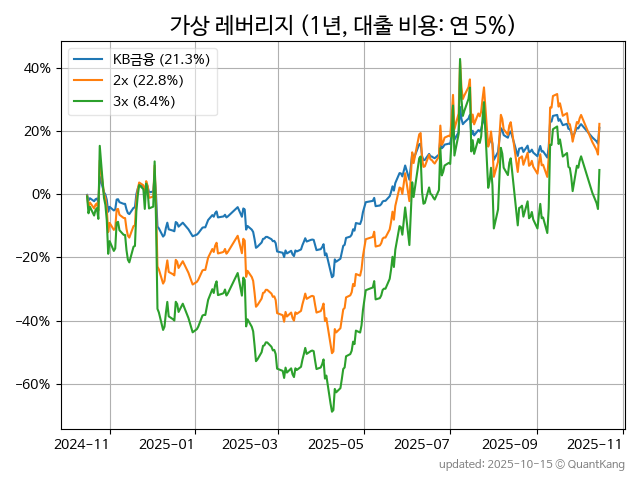 가상 레버리지 (1년, 대출 비용: 연 5%)
KB금융 (21.3%)
2x (22.8%)
3x (8.4%)
40%
20%
0%
−20%
−40%
−60%
2024-11 2025-01 2025-03 2025-05 2025-07 2025-09 2025-11
updated: 2025-10-15 © QuantKang